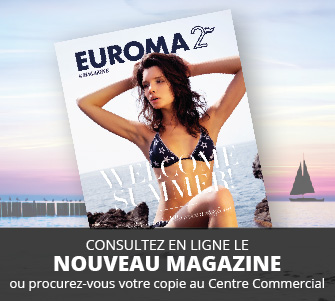 EUROMA2
MAGAZINE
WELCOME
SUMMER!
CONSULTEZ EN LIGNE LE
NOUVEAU MAGAZINE
ou procurez-vous votre copie au Centre Commercial